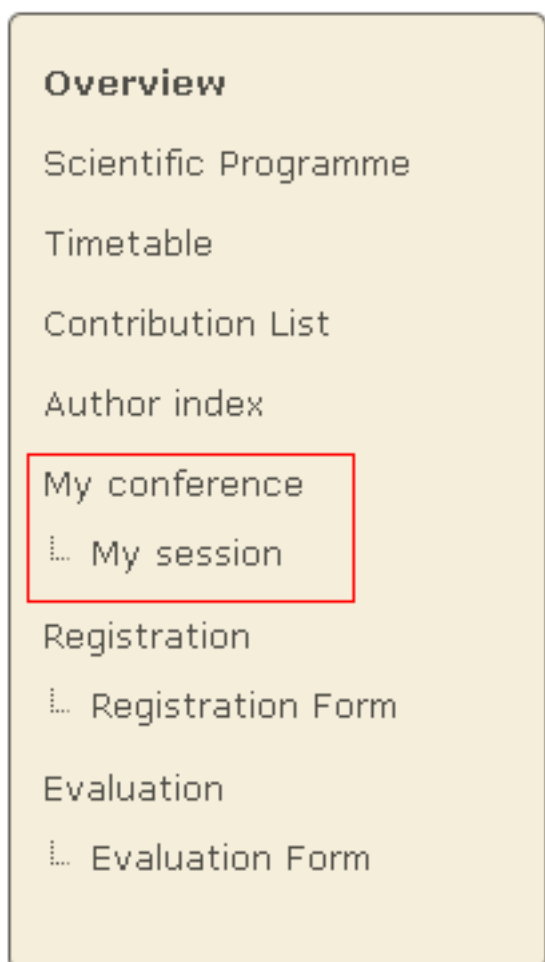 Overview
Scientific Programme
Timetable
Contribution List
Author index
My conference
My session
Registration
Registration Form
Evaluation
Evaluation Form